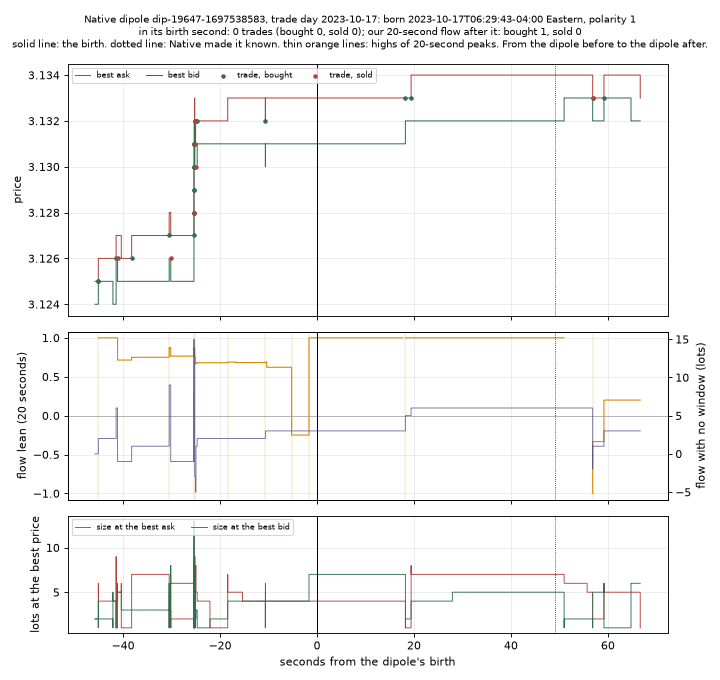 Native dipole dip-19647-1697538583, trade day 2023-10-17: born 2023-10-17T06:29:43-04:00 Eastern, polarity 1
in its birth second: 0 trades (bought 0, sold 0); our 20-second flow after it: bought 1, sold 0
solid line: the birth. dotted line: Native made it known. thin orange lines: highs of 20-second peaks. From the dipole before to the dipole after.
best ask best bid trade, bought trade, sold
3.134
3.132
3.130
3.128
3.126
3.124
price
1.0
0.5
0.0
−0.5
−1.0
flow lean (20 seconds)
15
10
5
0
−5
flow with no window (lots)
size at the best ask size at the best bid
10
5
lots at the best price
−40 −20 0 20 40 60
seconds from the dipole's birth